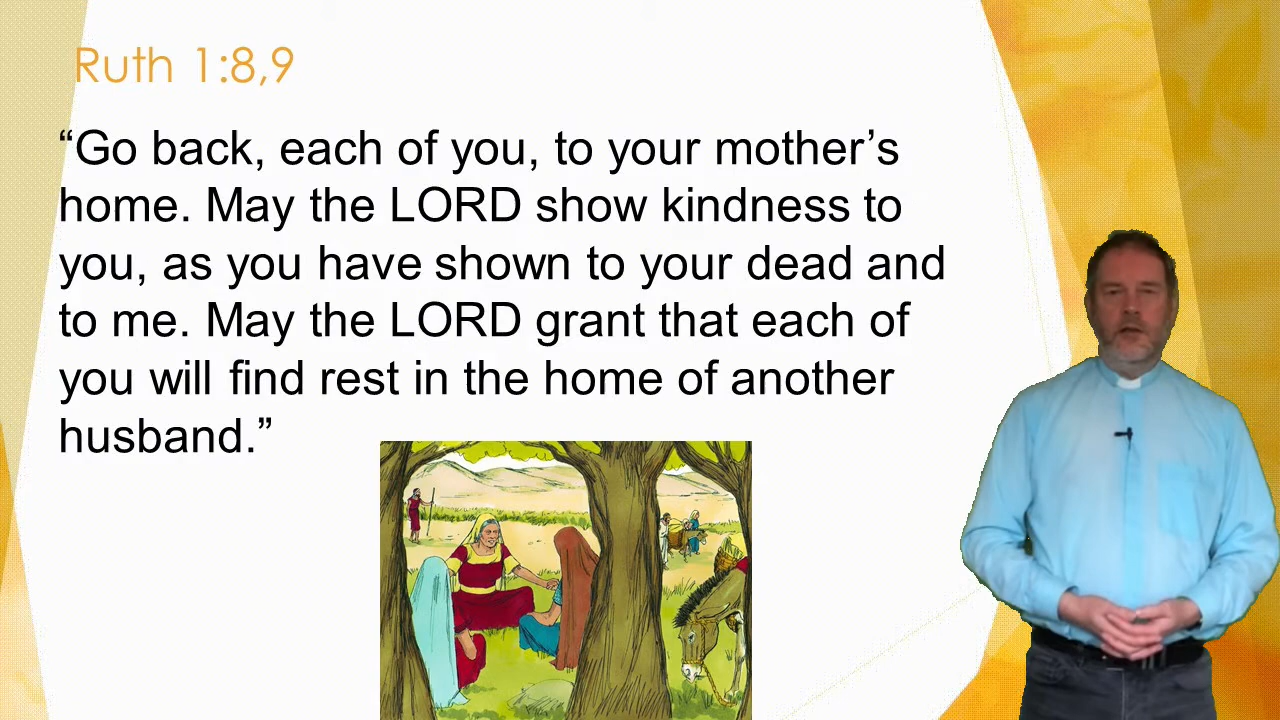 Ruth 1:8,9
“Go back, each of you, to your mother’s
home. May the LORD show kindness to
you, as you have shown to your dead and
to me. May the LORD grant that each of
you will find rest in the home of another
husband.”